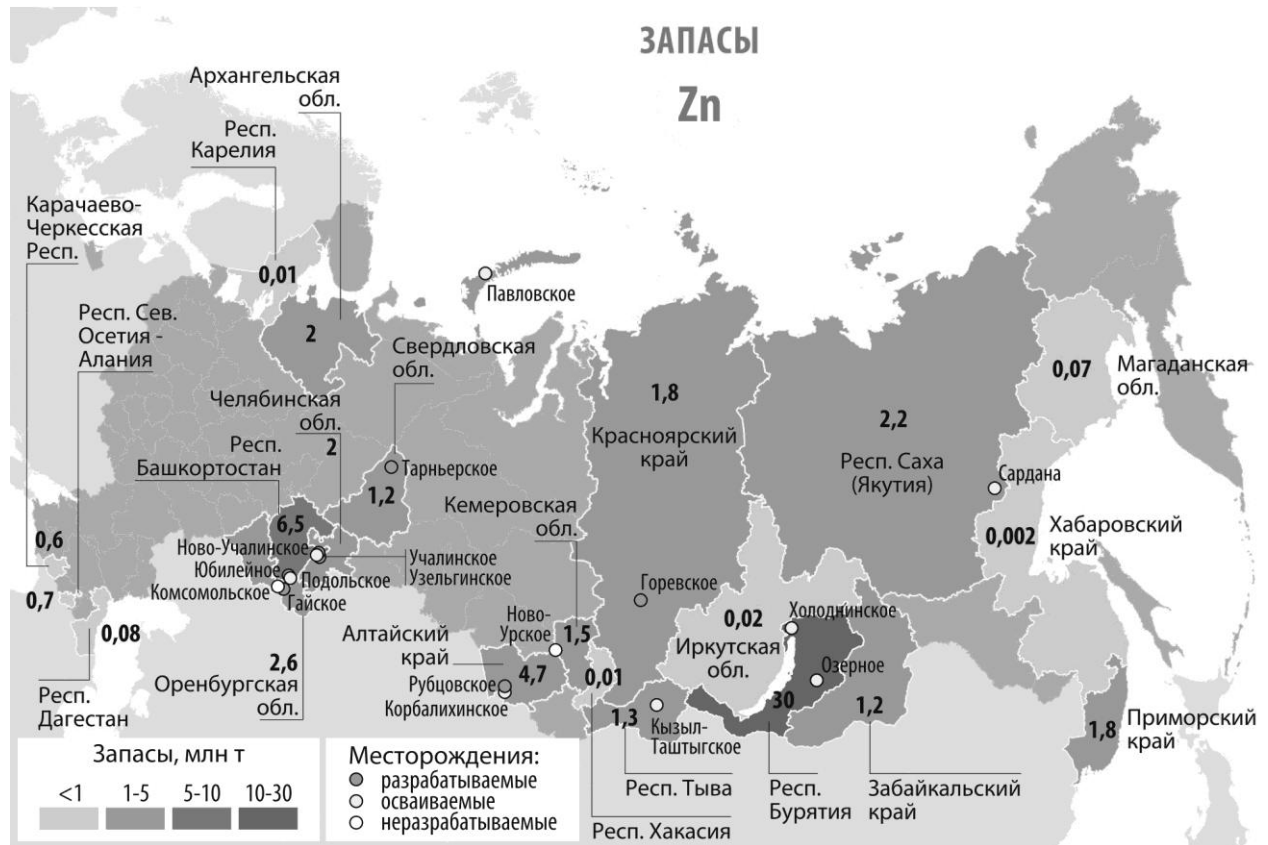 ЗАПАСЫ
Zn
Архангельская
обл.
Респ.
Карелия
Карачаево-
Черкесская
Респ.
0,01
Павловское
Респ. Сев.
Осетия -
Алания
2
Свердловская
обл.
Челябинская
обл.
2
Респ.
Башкортостан
Тарньерское
1,2
6,5
Кемеровская
обл.
1,8
Красноярский
край
2,2
Респ. Саха
(Якутия)
0,07
Магаданская
обл.
Сардана
0,002
Хабаровский
край
0,6
Ново-Учалинское
Юбилейное
Комсомольское
Подольское
Гайское
Учалинское
Узельгинское
0,7
0,08
Респ.
Дагестан
2,6
Оренбургская
обл.
Алтайский
край
Ново-
Урское
1,5
4,7
Рубцовское
Корбалихинское
0,01
Горевское
0,02
Иркутская
обл.
Холоднинское
Озерное
30
1,2
1,3
Кызыл-
Таштыгское
1,8
Приморский
край
Респ. Тыва
Респ.
Бурятия
Забайкальский
край
Респ. Хакасия
Запасы, млн т
<1 1-5 5-10 10-30
Месторождения:
разрабатываемые
осваиваемые
неразрабатываемые